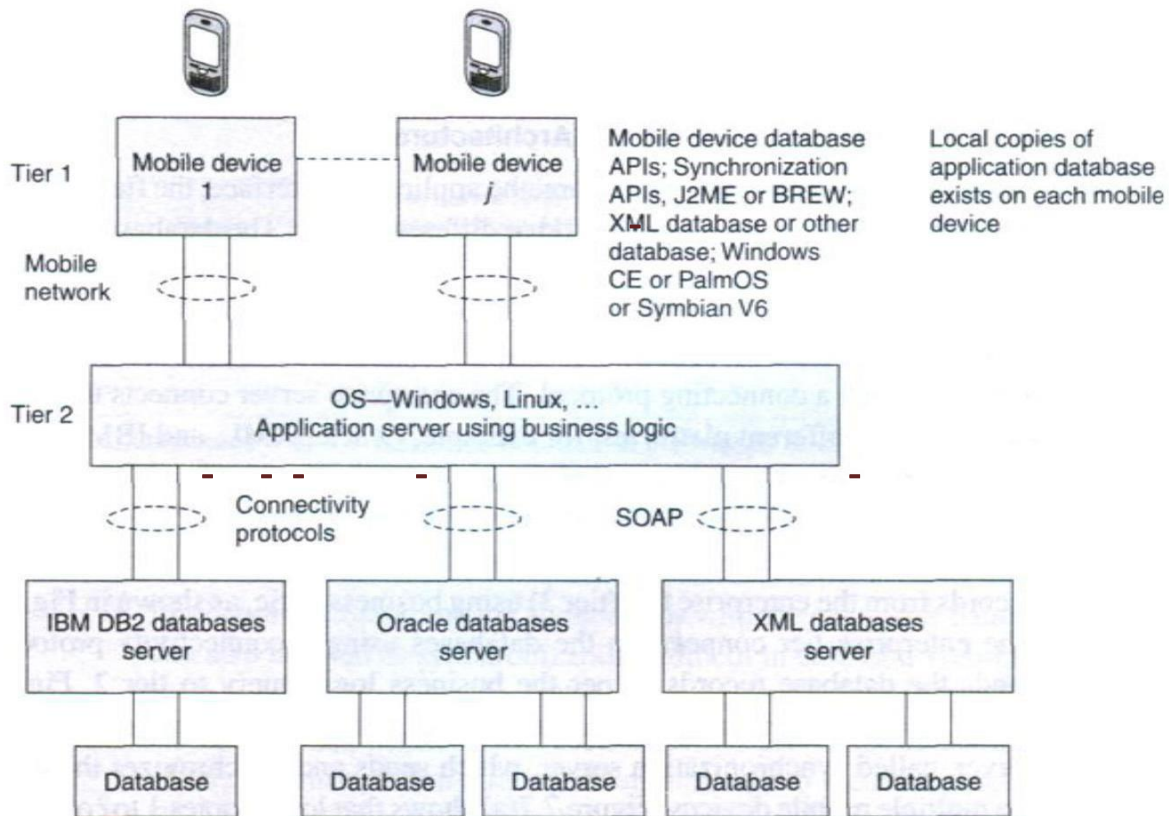 Tier 1
Mobile device
1
Mobile device
j
Mobile device database
APIs; Synchronization
APIs, J2ME or BREW;
XML database or other
database; Windows
CE or PalmOS
or Symbian V6
Local copies of
application database
exists on each mobile
device
Mobile
network
Tier 2
OS—Windows, Linux, ...
Application server using business logic
Connectivity
protocols
SOAP
IBM DB2 databases
server
Oracle databases
server
XML databases
server
Database
Database
Database
Database
Database